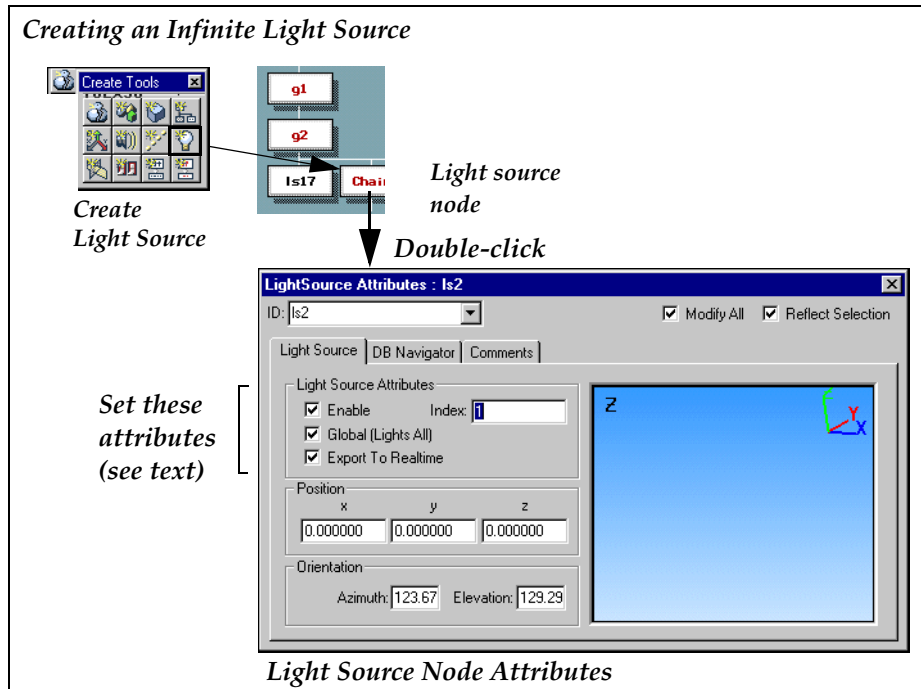 Creating an Infinite Light Source
Create Tools
g1
g2
ls17
Chai
Create
Light Source
Light source
node
Double-click
LightSource Attributes : ls2
ID: ls2
Modify All
Reflect Selection
Light Source
DB Navigator
Comments
Set these
attributes
(see text)
Light Source Attributes
Enable
Index: 1
Global (Lights All)
Export To Realtime
Position
x y z
0.000000 0.000000 0.000000
Orientation
Azimuth: 123.67 Elevation: 129.29
Z
Y
X
Light Source Node Attributes